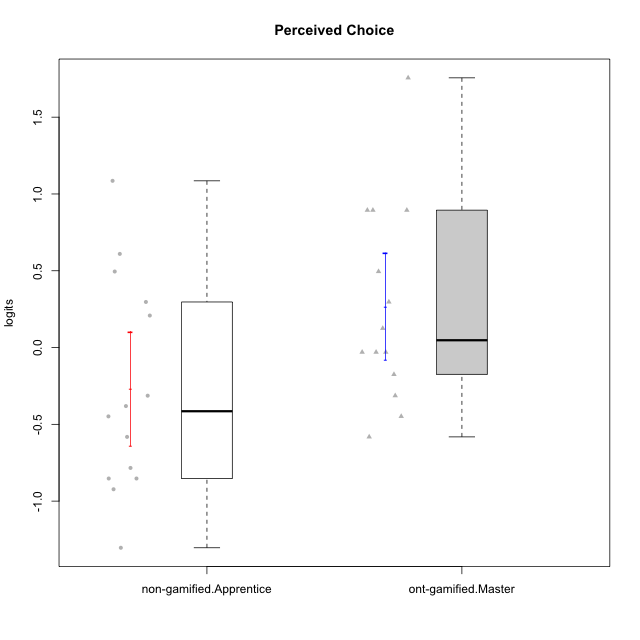 Perceived Choice
logits
1.5
1.0
0.5
0.0
-0.5
-1.0
non-gamified.Apprentice
ont-gamified.Master